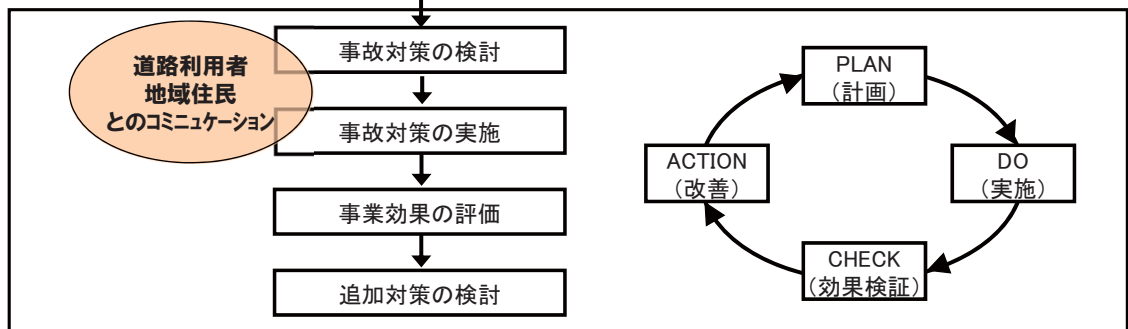 道路利用者
地域住民
とのコミニュケーション
事故対策の検討
事故対策の実施
事業効果の評価
追加対策の検討
PLAN
（計画）
DO
（実施）
CHECK
（効果検証）
ACTION
（改善）